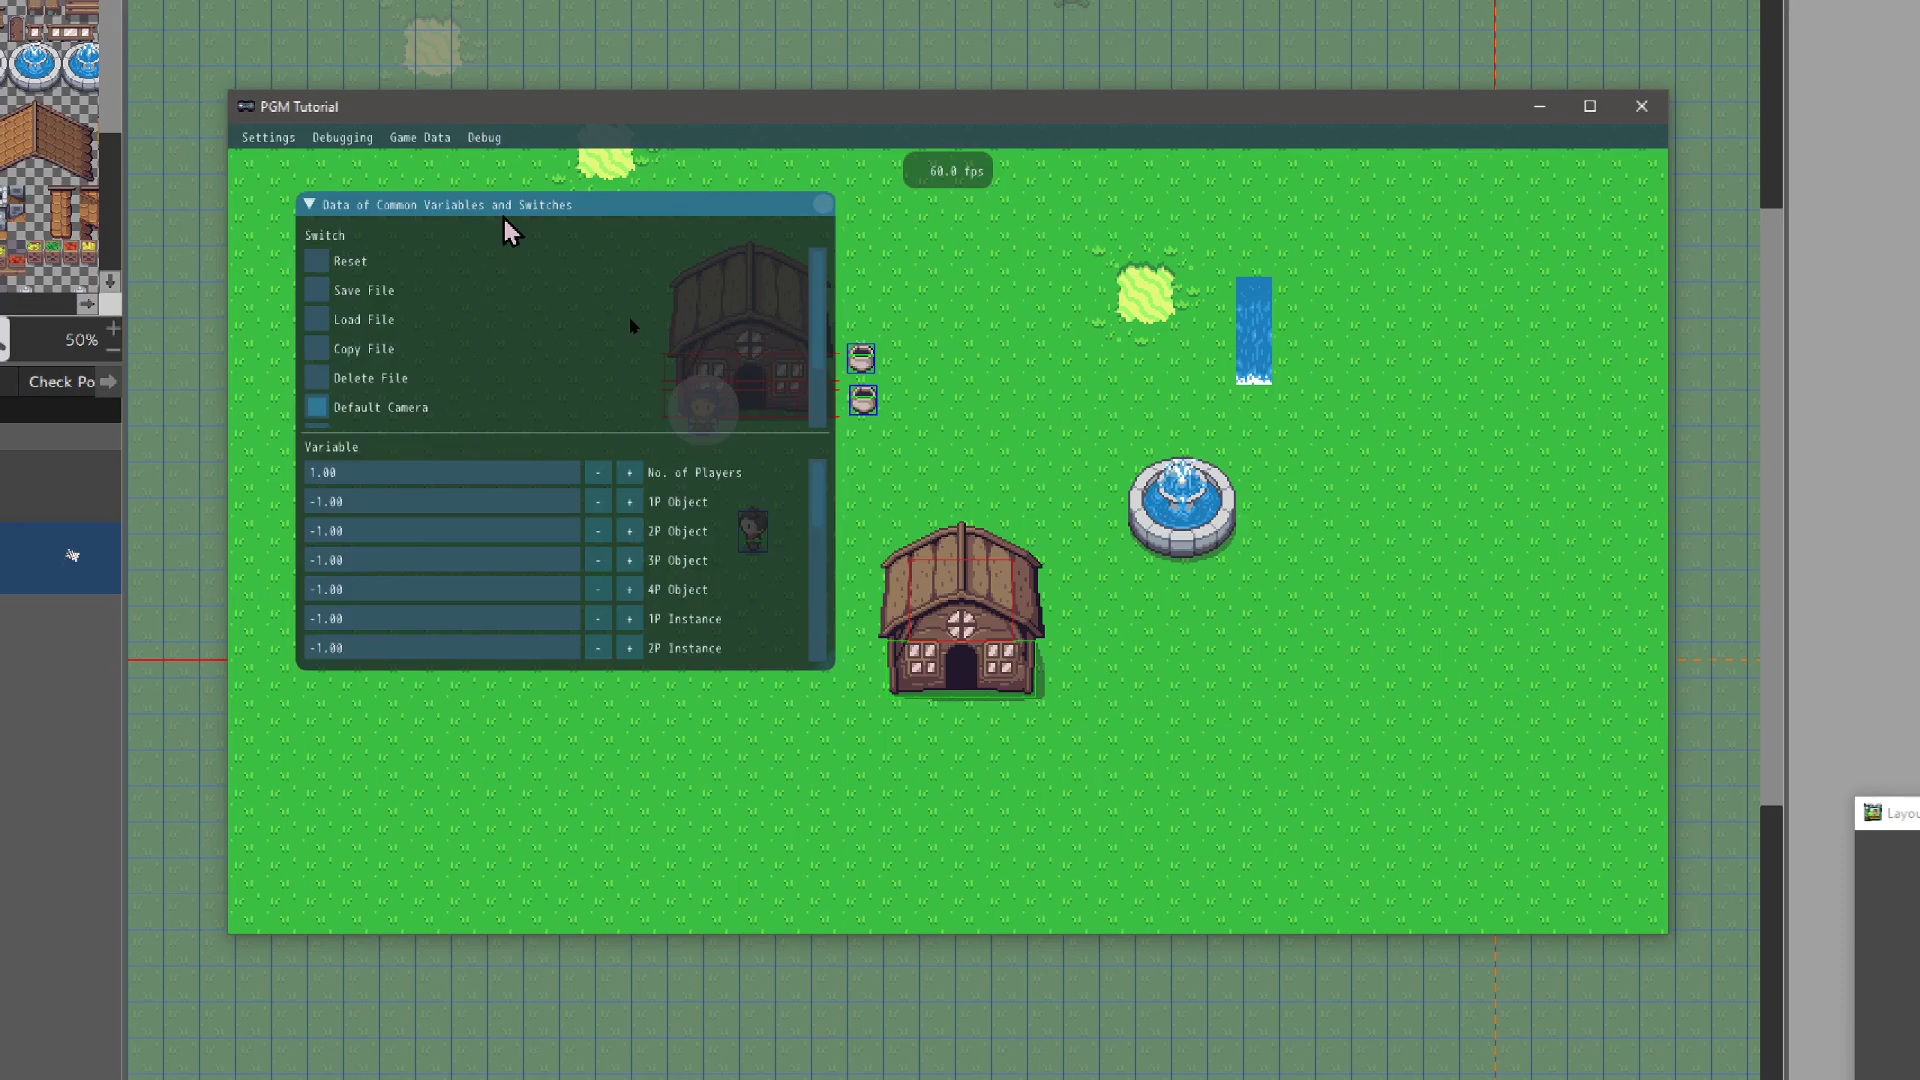 PGM Tutorial
Settings Debugging Game Data Debug
60.0 fps
Data of Common Variables and Switches
Switch
Reset
Save File
Load File
Copy File
Delete File
Default Camera
Variable
1.00 - + No. of Players
-1.00 - + 1P Object
-1.00 - + 2P Object
-1.00 - + 3P Object
-1.00 - + 4P Object
-1.00 - + 1P Instance
-1.00 - + 2P Instance
50%
Check Po
Layou